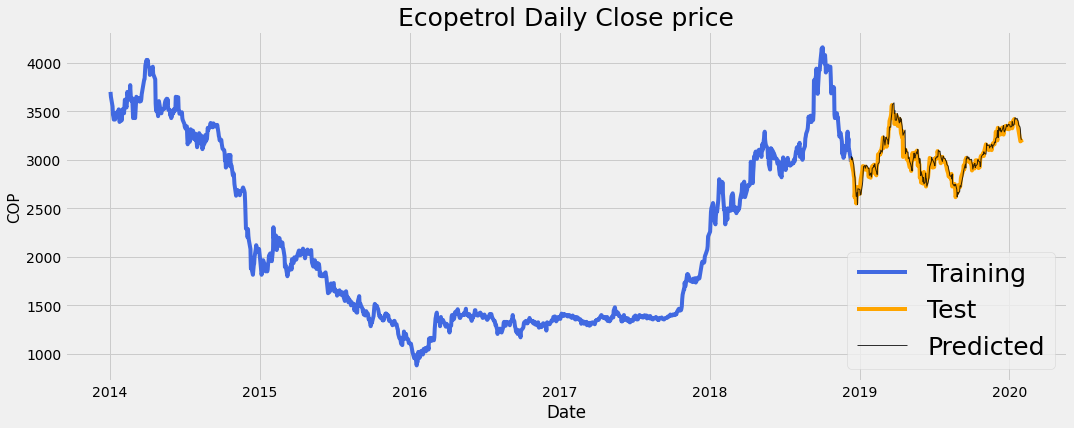 Ecopetrol Daily Close price
COP
4000
3500
3000
2500
2000
1500
1000
2014 2015 2016 2017 2018 2019 2020
Date
Training
Test
Predicted